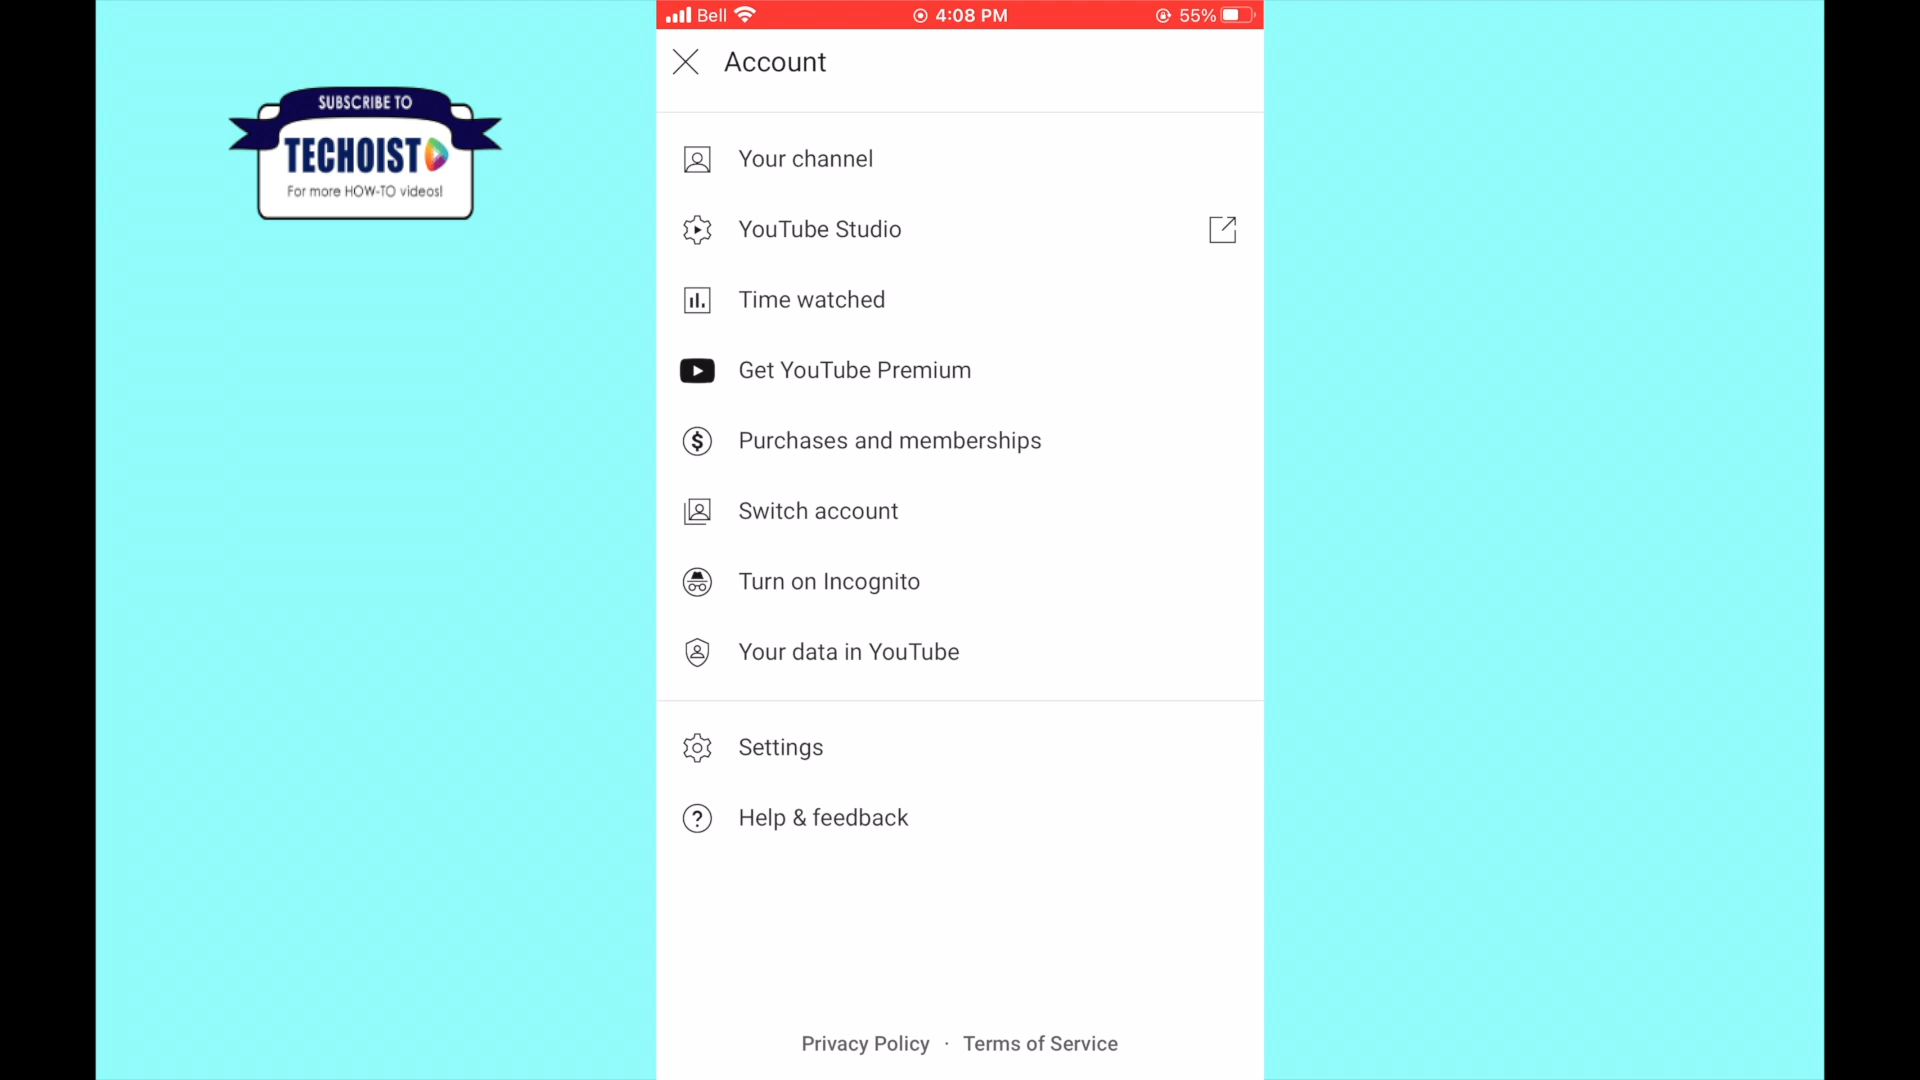 SUBSCRIBE TO
TECHOIST
For more HOW-TO videos!
Bell 4:08 PM 55%
Account
Your channel
YouTube Studio
Time watched
Get YouTube Premium
Purchases and memberships
Switch account
Turn on Incognito
Your data in YouTube
Settings
Help & feedback
Privacy Policy · Terms of Service